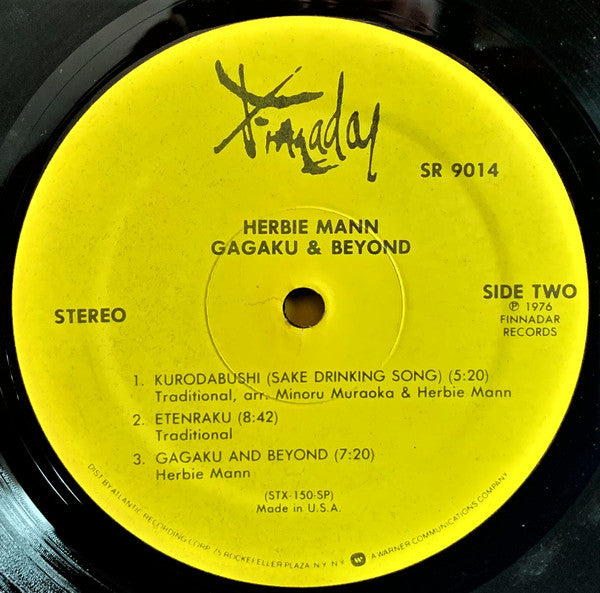 Finnadar
SR 9014
HERBIE MANN
GAGAKU & BEYOND
STEREO
SIDE TWO
℗ 1976
FINNADAR
RECORDS
1. KURODABUSHI (SAKE DRINKING SONG) (5:20)
Traditional, arr. Minoru Muraoka & Herbie Mann
2. ETENRAKU (8:42)
Traditional
3. GAGAKU AND BEYOND (7:20)
Herbie Mann
(STX-150-SP)
Made in U.S.A.
DIST BY ATLANTIC RECORDING CORP. 75 ROCKEFELLER PLAZA. N.Y. N.Y. A WARNER COMMUNICATIONS COMPANY